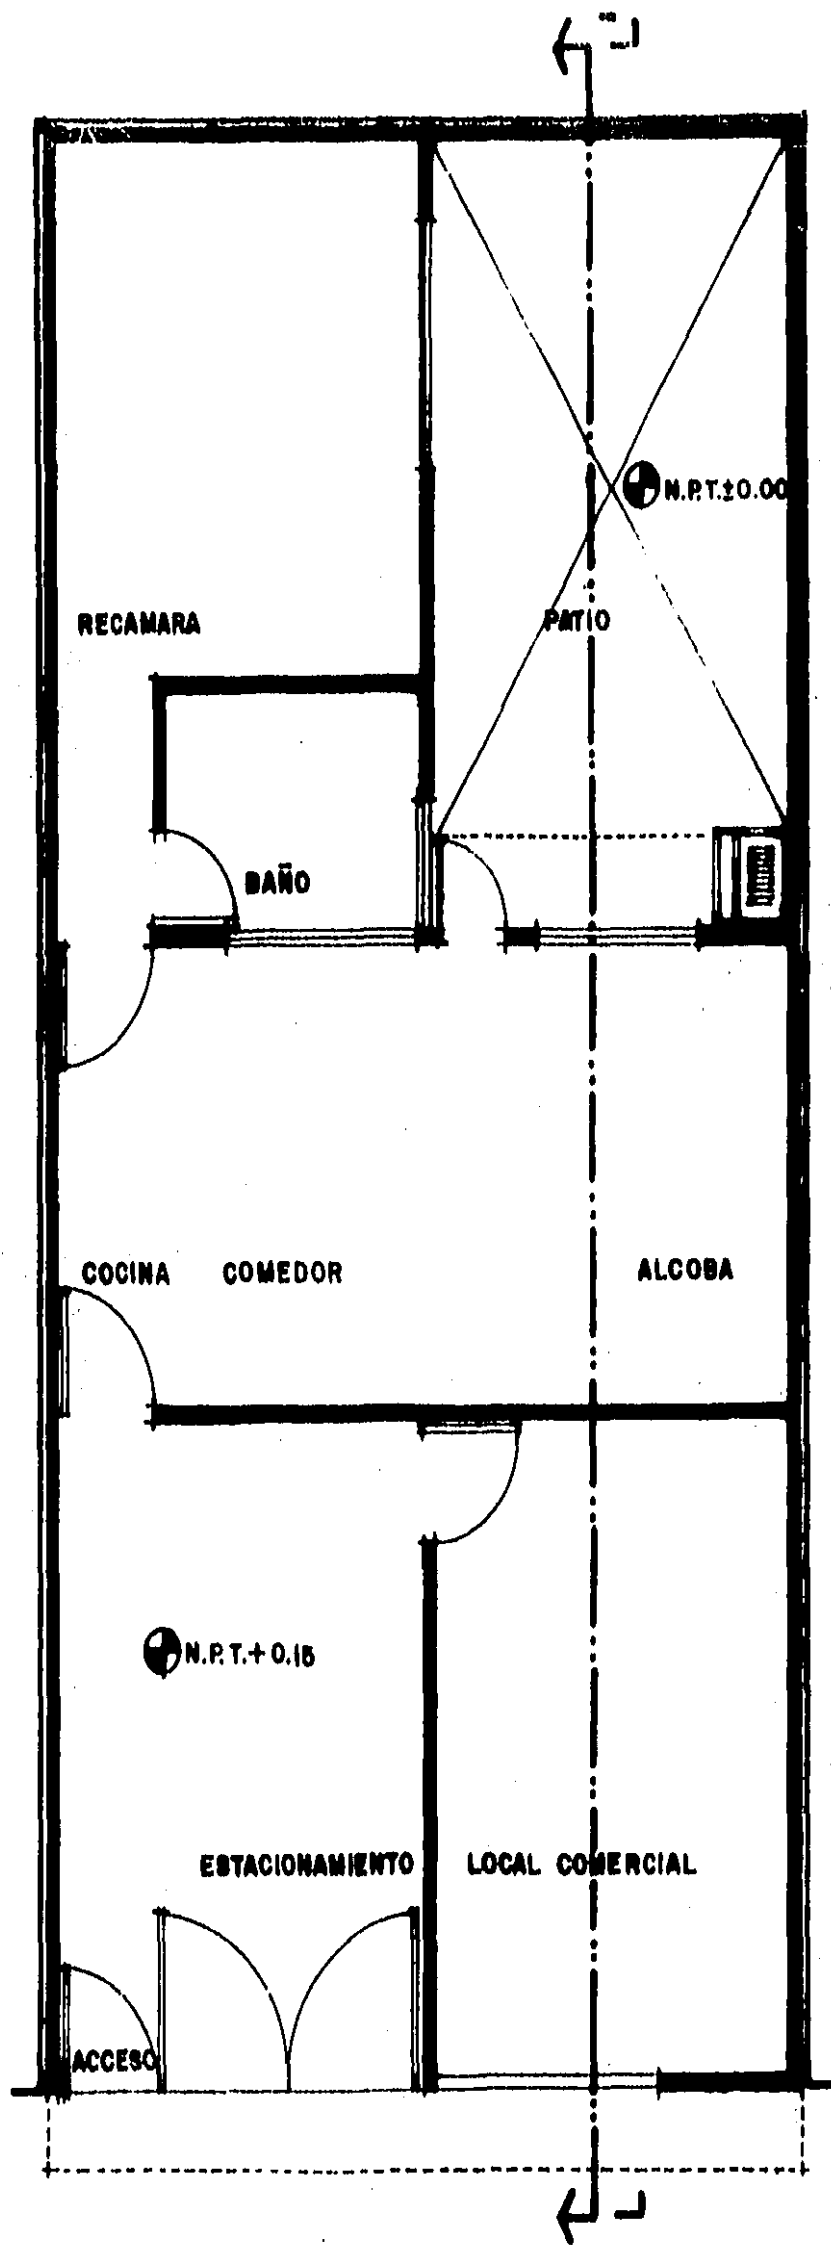 N.P.T.±0.00
RECAMARA
PATIO
BAÑO
COCINA COMEDOR ALCOBA
N.P.T.+0.15
ESTACIONAMIENTO LOCAL COMERCIAL
ACCESO